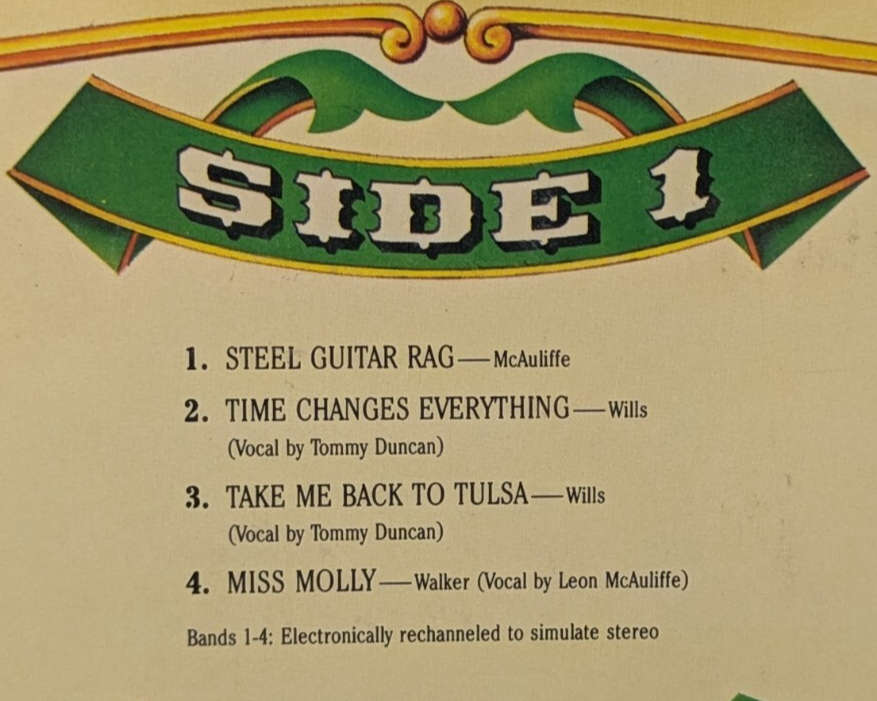 SIDE 1
1. STEEL GUITAR RAG—McAuliffe
2. TIME CHANGES EVERYTHING—Wills
(Vocal by Tommy Duncan)
3. TAKE ME BACK TO TULSA—Wills
(Vocal by Tommy Duncan)
4. MISS MOLLY—Walker (Vocal by Leon McAuliffe)
Bands 1-4: Electronically rechanneled to simulate stereo